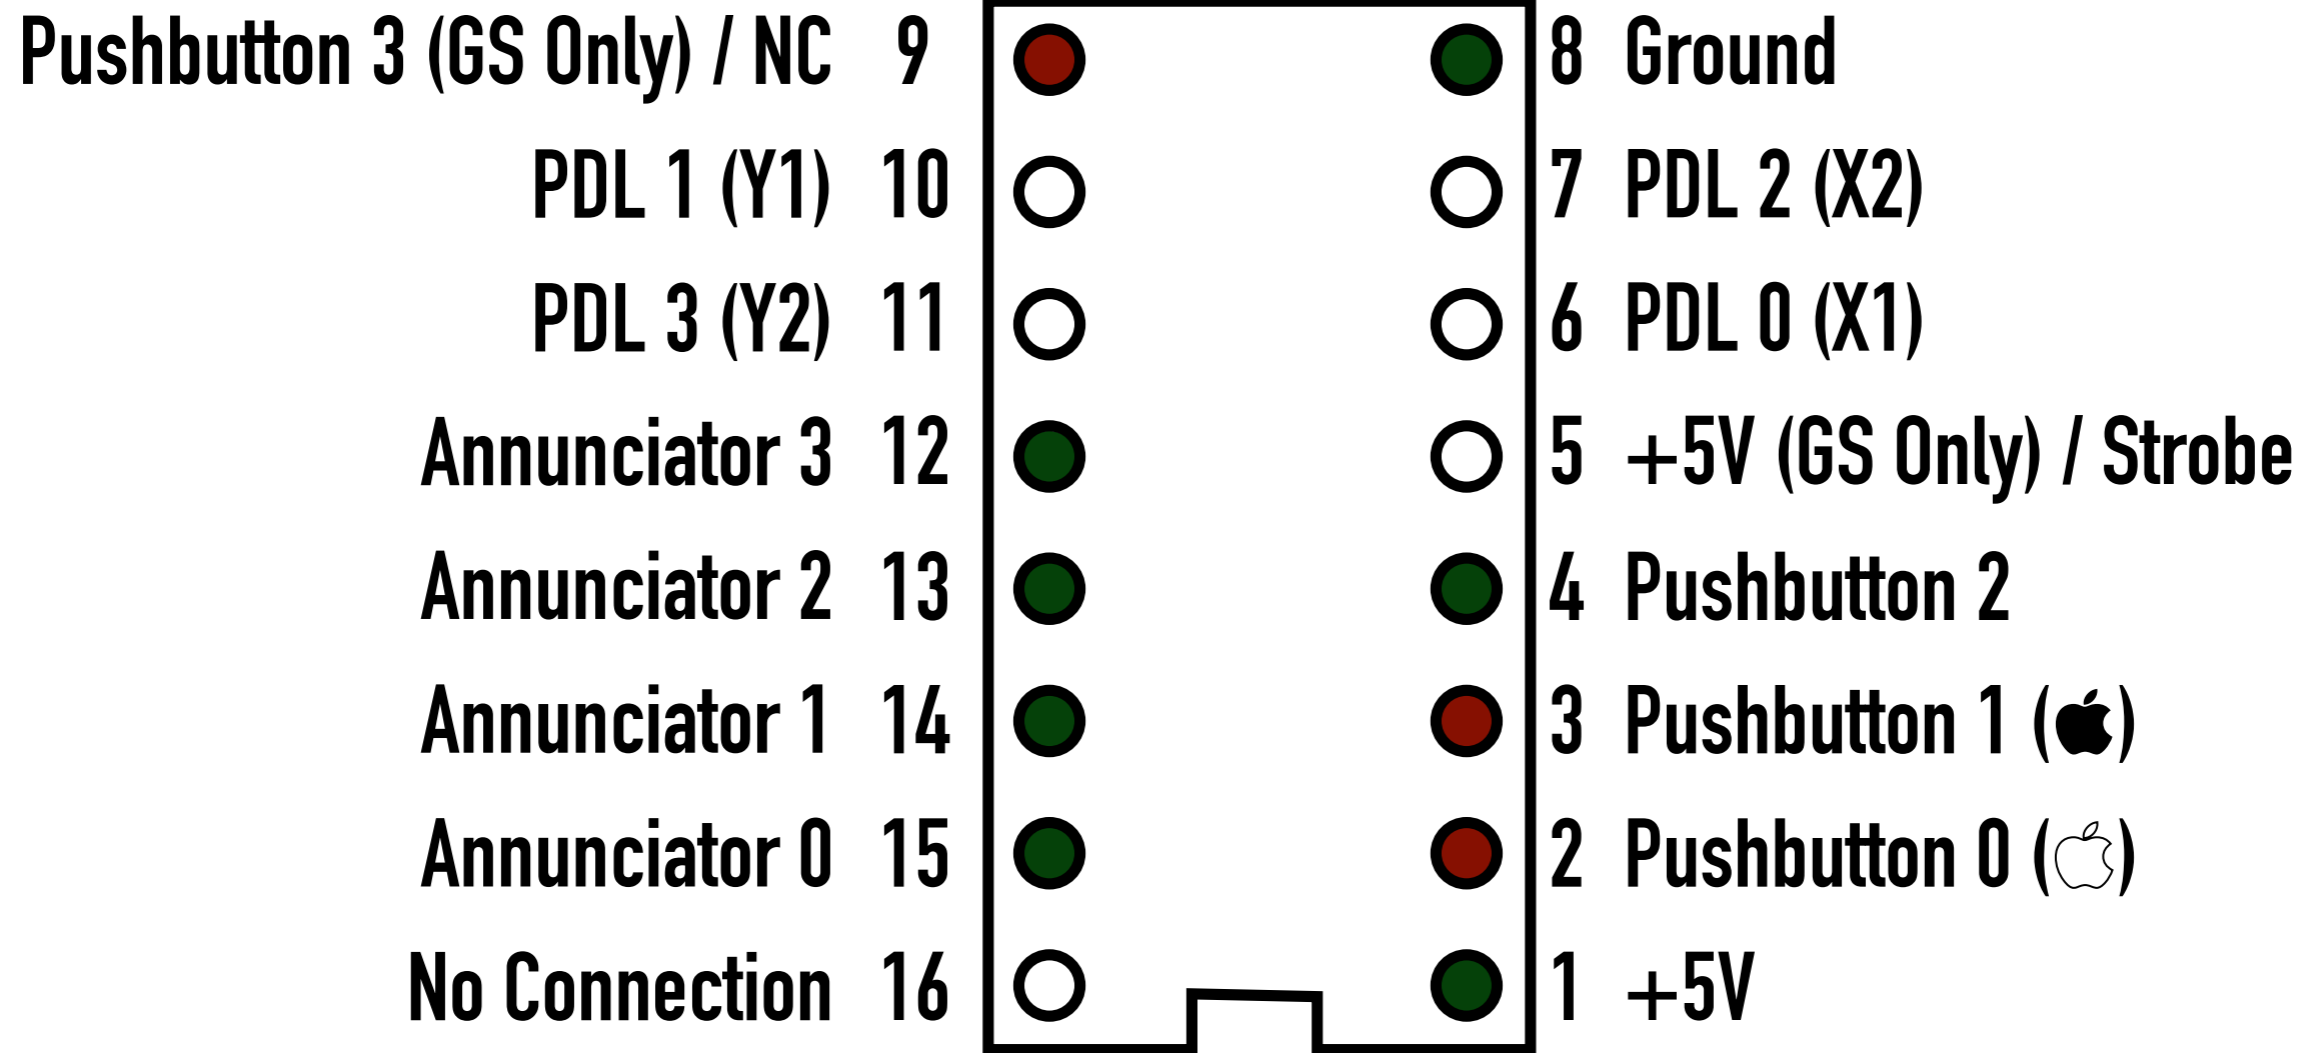 Pushbutton 3 (GS Only) / NC 9 8 Ground
PDL 1 (Y1) 10 7 PDL 2 (X2)
PDL 3 (Y2) 11 6 PDL 0 (X1)
Annunciator 3 12 5 +5V (GS Only) / Strobe
Annunciator 2 13 4 Pushbutton 2
Annunciator 1 14 3 Pushbutton 1 ()
Annunciator 0 15 2 Pushbutton 0 ()
No Connection 16 1 +5V